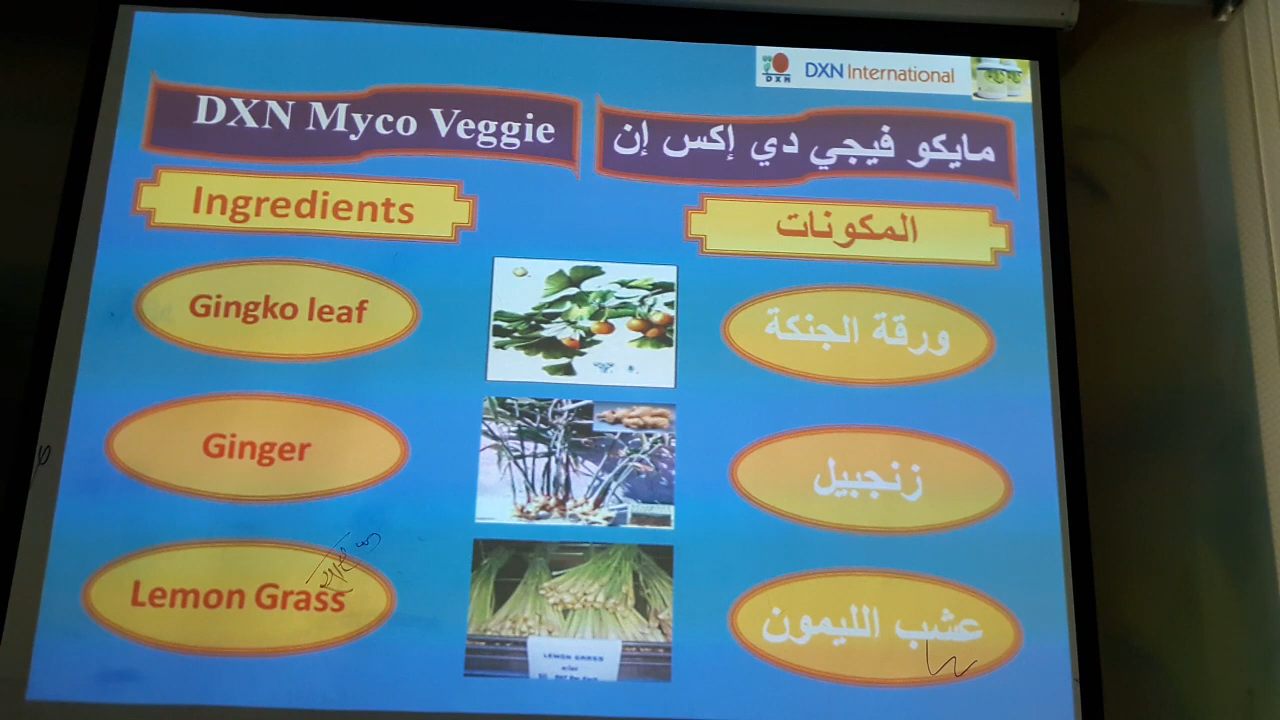 DXN International
DXN
DXN Myco Veggie
مايكو فيجي دي إكس إن
Ingredients
المكونات
Gingko leaf
ورقة الجنكة
Ginger
زنجبيل
Lemon Grass
عشب الليمون
LEMON GRASS